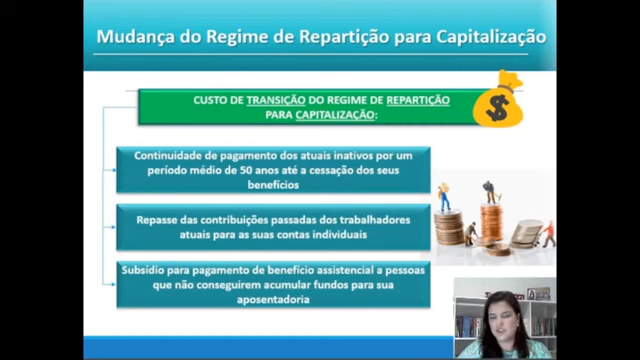 Mudança do Regime de Repartição para Capitalização
CUSTO DE TRANSIÇÃO DO REGIME DE REPARTIÇÃO
PARA CAPITALIZAÇÃO:
$
Continuidade de pagamento dos atuais inativos por um
período médio de 50 anos até a cessação dos seus
benefícios
Repasse das contribuições passadas dos trabalhadores
atuais para as suas contas individuais
Subsídio para pagamento de benefício assistencial a pessoas
que não conseguirem acumular fundos para sua
aposentadoria